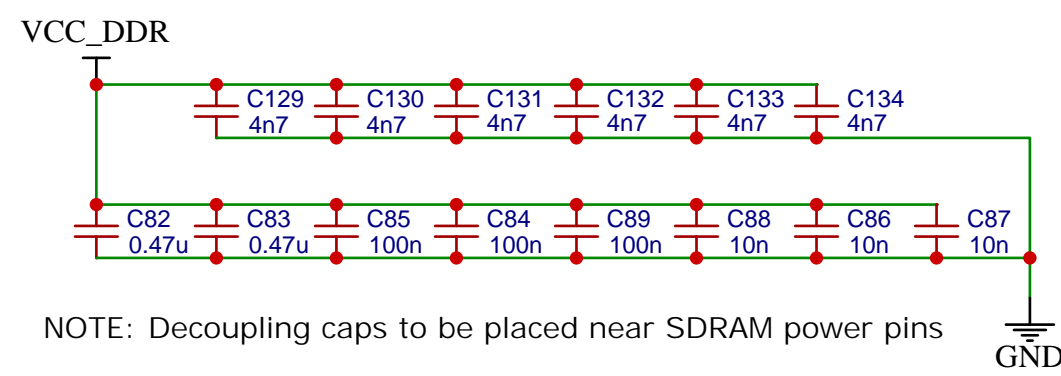 VCC_DDR
C129 C130 C131 C132 C133 C134
4n7 4n7 4n7 4n7 4n7 4n7
C82 C83 C85 C84 C89 C88 C86 C87
0.47u 0.47u 100n 100n 100n 10n 10n 10n
NOTE: Decoupling caps to be placed near SDRAM power pins
GND